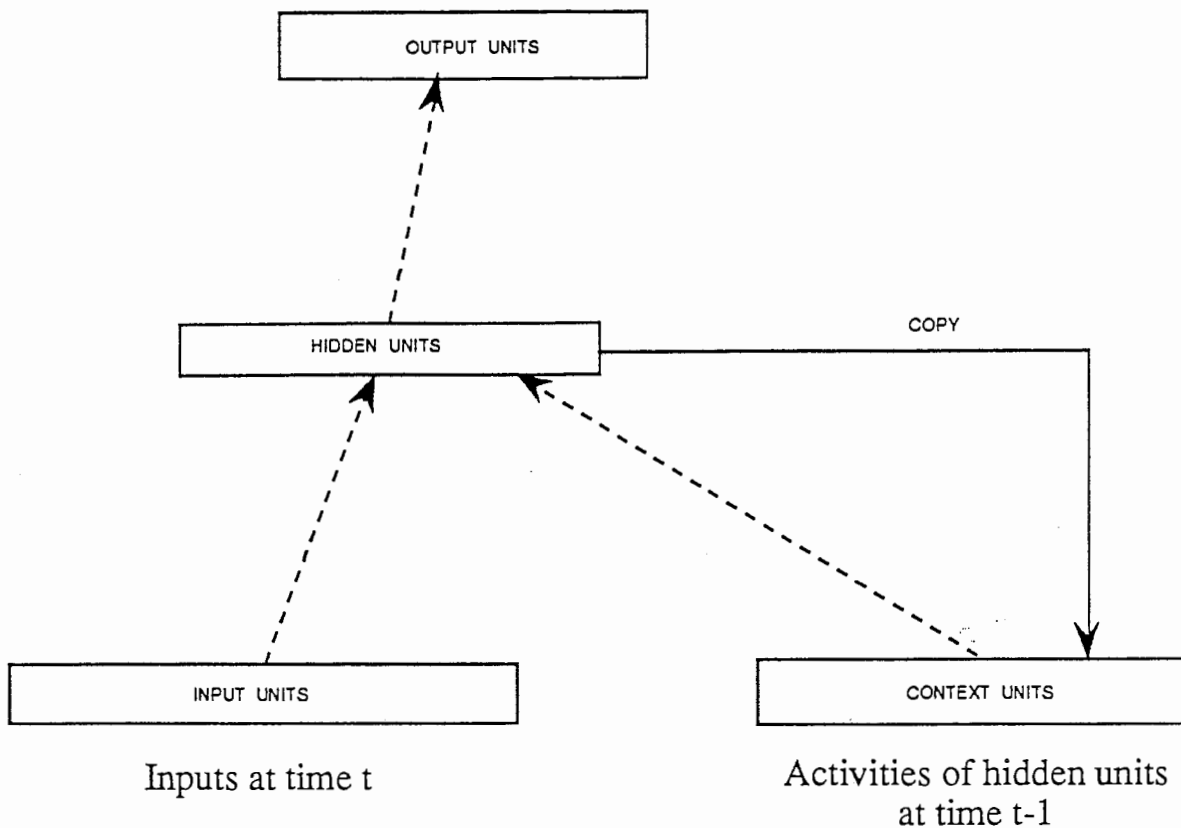 OUTPUT UNITS
HIDDEN UNITS
COPY
INPUT UNITS
CONTEXT UNITS
Inputs at time t
Activities of hidden units
at time t-1